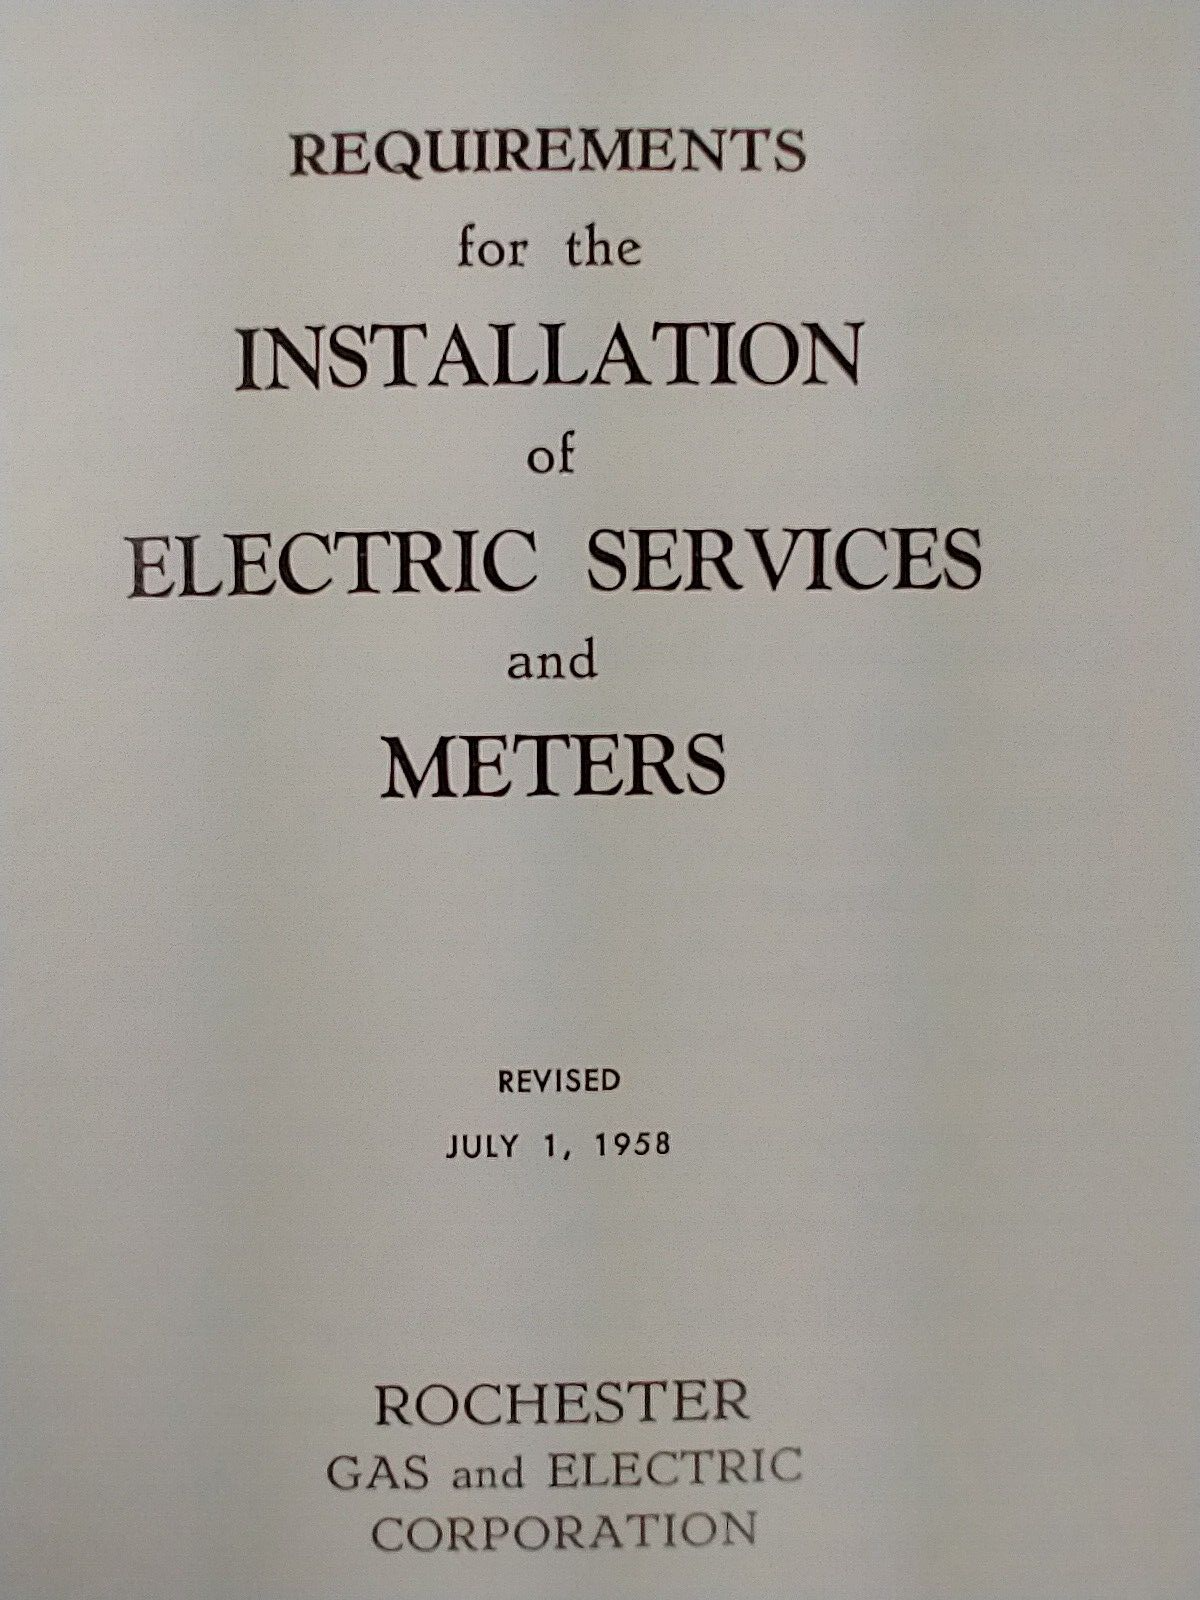 REQUIREMENTS
for the
INSTALLATION
of
ELECTRIC SERVICES
and
METERS
REVISED
JULY 1, 1958
ROCHESTER
GAS and ELECTRIC
CORPORATION